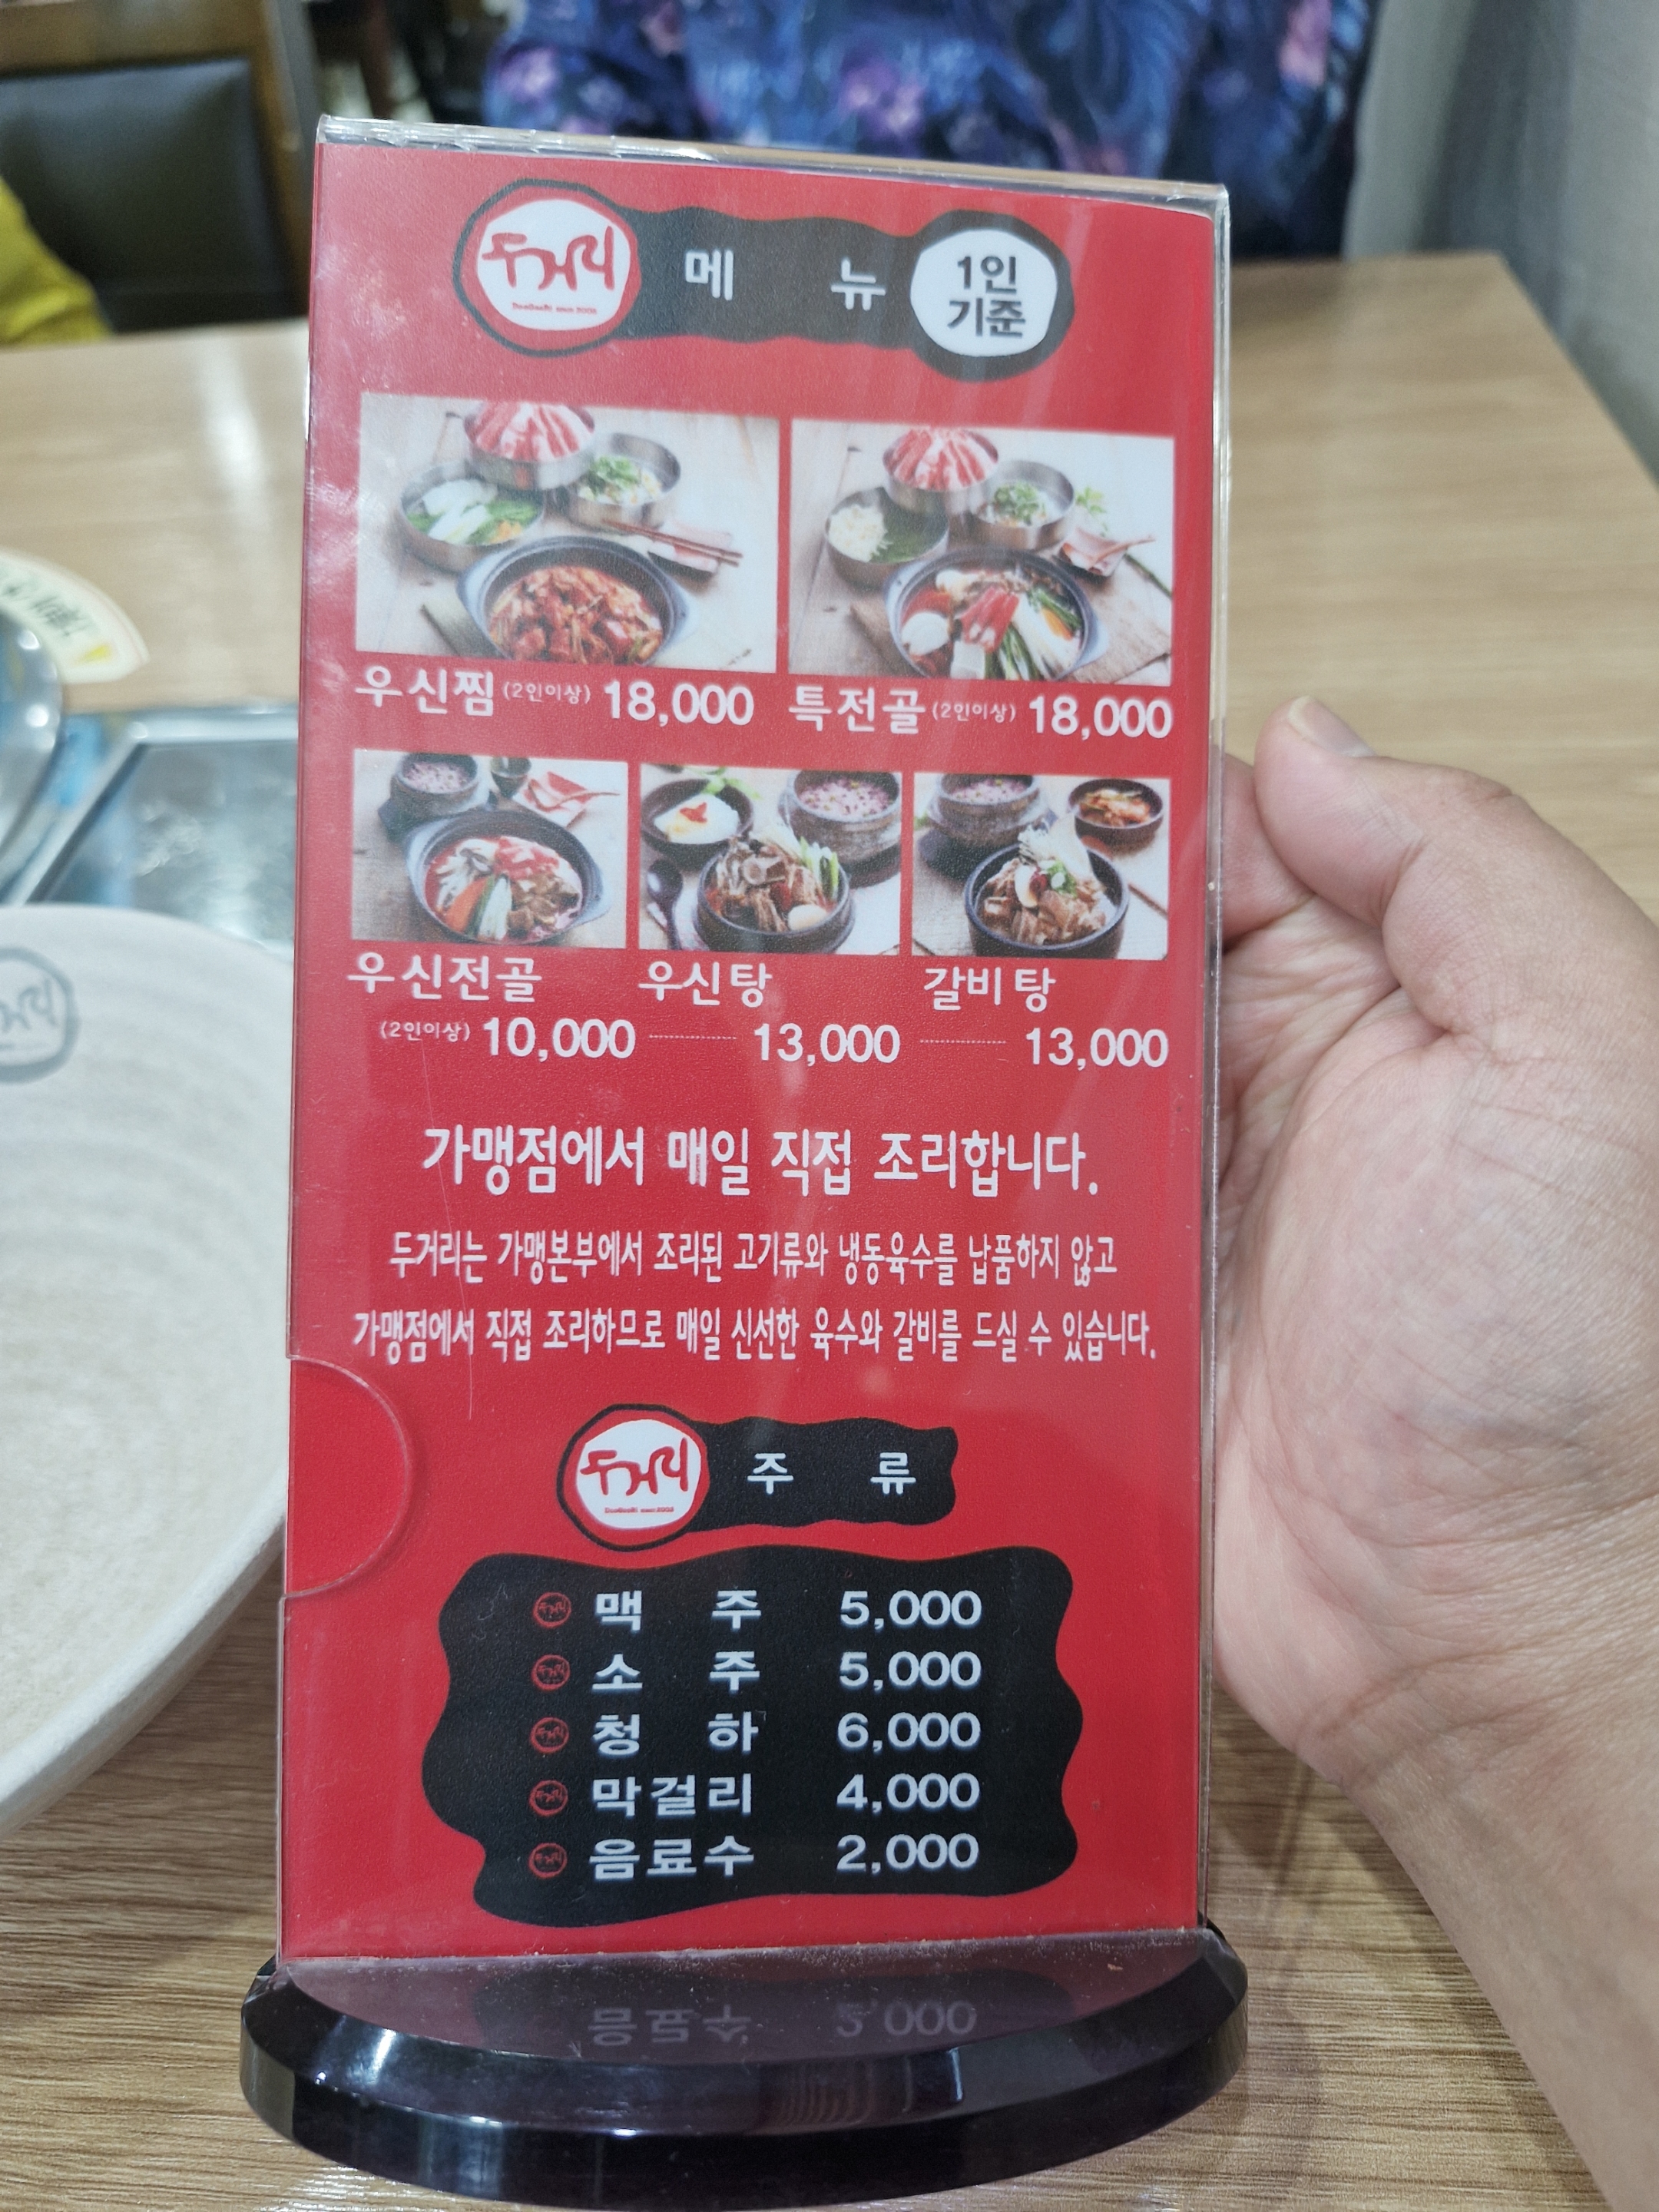 두거리 메 뉴 1인
기준
우신찜 (2인이상) 18,000 특전골 (2인이상) 18,000
우신전골 우신탕 갈비탕
(2인이상) 10,000 13,000 13,000
가맹점에서 매일 직접 조리합니다.
두거리는 가맹본부에서 조리된 고기류와 냉동육수를 납품하지 않고
가맹점에서 직접 조리하므로 매일 신선한 육수와 갈비를 드실 수 있습니다.
두거리 주 류
맥 주 5,000
소 주 5,000
청 하 6,000
막걸리 4,000
음료수 2,000